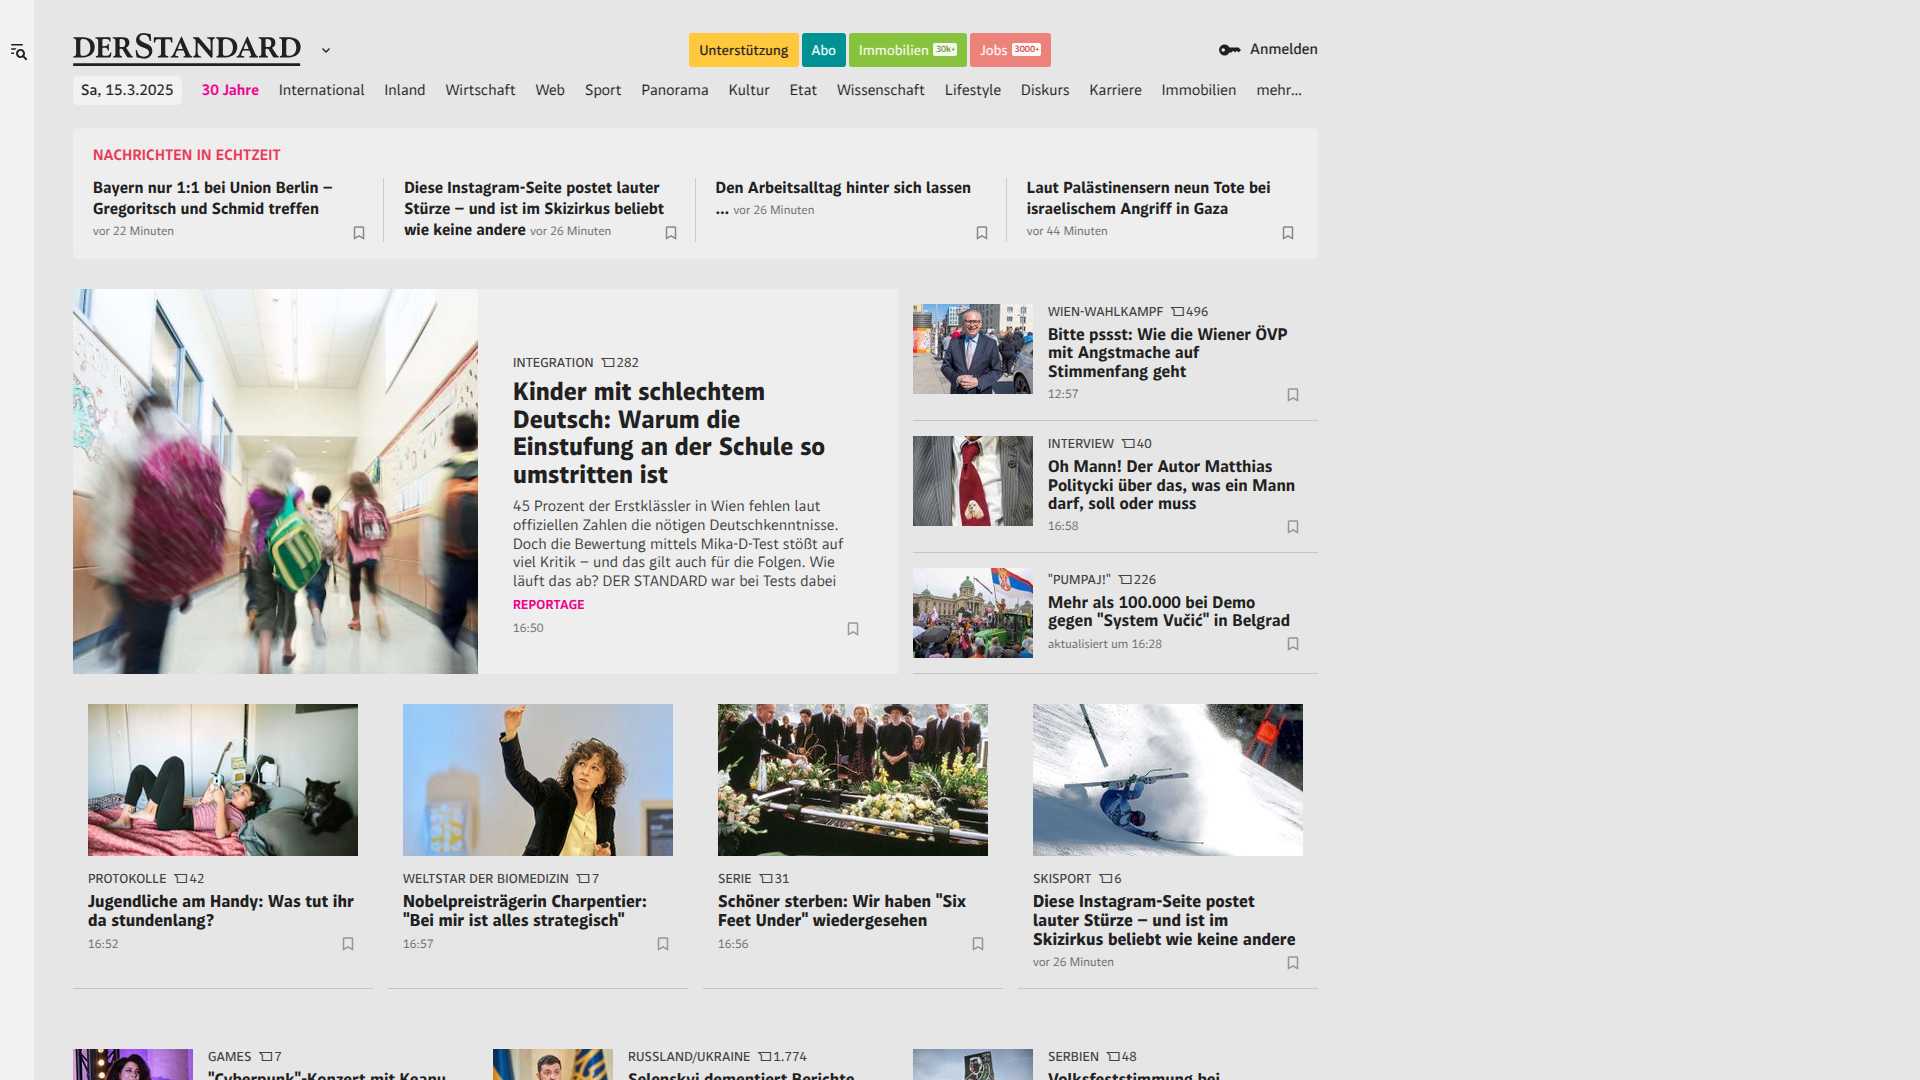 DERSTANDARD
Unterstützung
Abo
Immobilien 30k+
Jobs 3000+
Anmelden
Sa, 15.3.2025
30 Jahre
International
Inland
Wirtschaft
Web
Sport
Panorama
Kultur
Etat
Wissenschaft
Lifestyle
Diskurs
Karriere
Immobilien
mehr...
NACHRICHTEN IN ECHTZEIT
Bayern nur 1:1 bei Union Berlin –
Gregoritsch und Schmid treffen
vor 22 Minuten
Diese Instagram-Seite postet lauter
Stürze – und ist im Skizirkus beliebt
wie keine andere vor 26 Minuten
Den Arbeitsalltag hinter sich lassen
... vor 26 Minuten
Laut Palästinensern neun Tote bei
israelischem Angriff in Gaza
vor 44 Minuten
INTEGRATION 282
Kinder mit schlechtem
Deutsch: Warum die
Einstufung an der Schule so
umstritten ist
45 Prozent der Erstklässler in Wien fehlen laut
offiziellen Zahlen die nötigen Deutschkenntnisse.
Doch die Bewertung mittels Mika-D-Test stößt auf
viel Kritik – und das gilt auch für die Folgen. Wie
läuft das ab? DER STANDARD war bei Tests dabei
REPORTAGE
16:50
WIEN-WAHLKAMPF 496
Bitte pssst: Wie die Wiener ÖVP
mit Angstmache auf
Stimmenfang geht
12:57
INTERVIEW 40
Oh Mann! Der Autor Matthias
Politycki über das, was ein Mann
darf, soll oder muss
16:58
"PUMPAJ!" 226
Mehr als 100.000 bei Demo
gegen "System Vučić" in Belgrad
aktualisiert um 16:28
PROTOKOLLE 42
Jugendliche am Handy: Was tut ihr
da stundenlang?
16:52
WELTSTAR DER BIOMEDIZIN 7
Nobelpreisträgerin Charpentier:
"Bei mir ist alles strategisch"
16:57
SERIE 31
Schöner sterben: Wir haben "Six
Feet Under" wiedergesehen
16:56
SKISPORT 6
Diese Instagram-Seite postet
lauter Stürze – und ist im
Skizirkus beliebt wie keine andere
vor 26 Minuten
GAMES 7
"Cyberpunk"-Konzert mit Keanu
RUSSLAND/UKRAINE 1.774
Selenskyj dementiert Berichte
SERBIEN 48
Volksfeststimmung bei